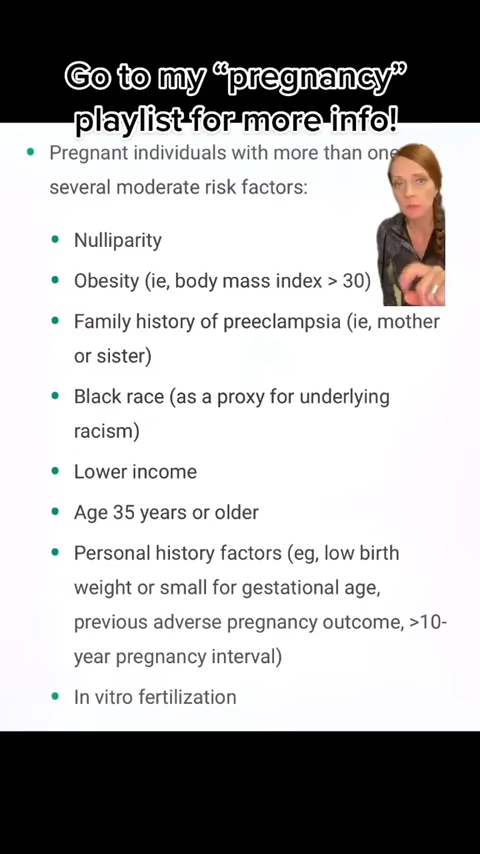 Go to my “pregnancy”
playlist for more info!
Pregnant individuals with more than one
several moderate risk factors:
Nulliparity
Obesity (ie, body mass index > 30)
Family history of preeclampsia (ie, mother
or sister)
Black race (as a proxy for underlying
racism)
Lower income
Age 35 years or older
Personal history factors (eg, low birth
weight or small for gestational age,
previous adverse pregnancy outcome, >10-
year pregnancy interval)
In vitro fertilization